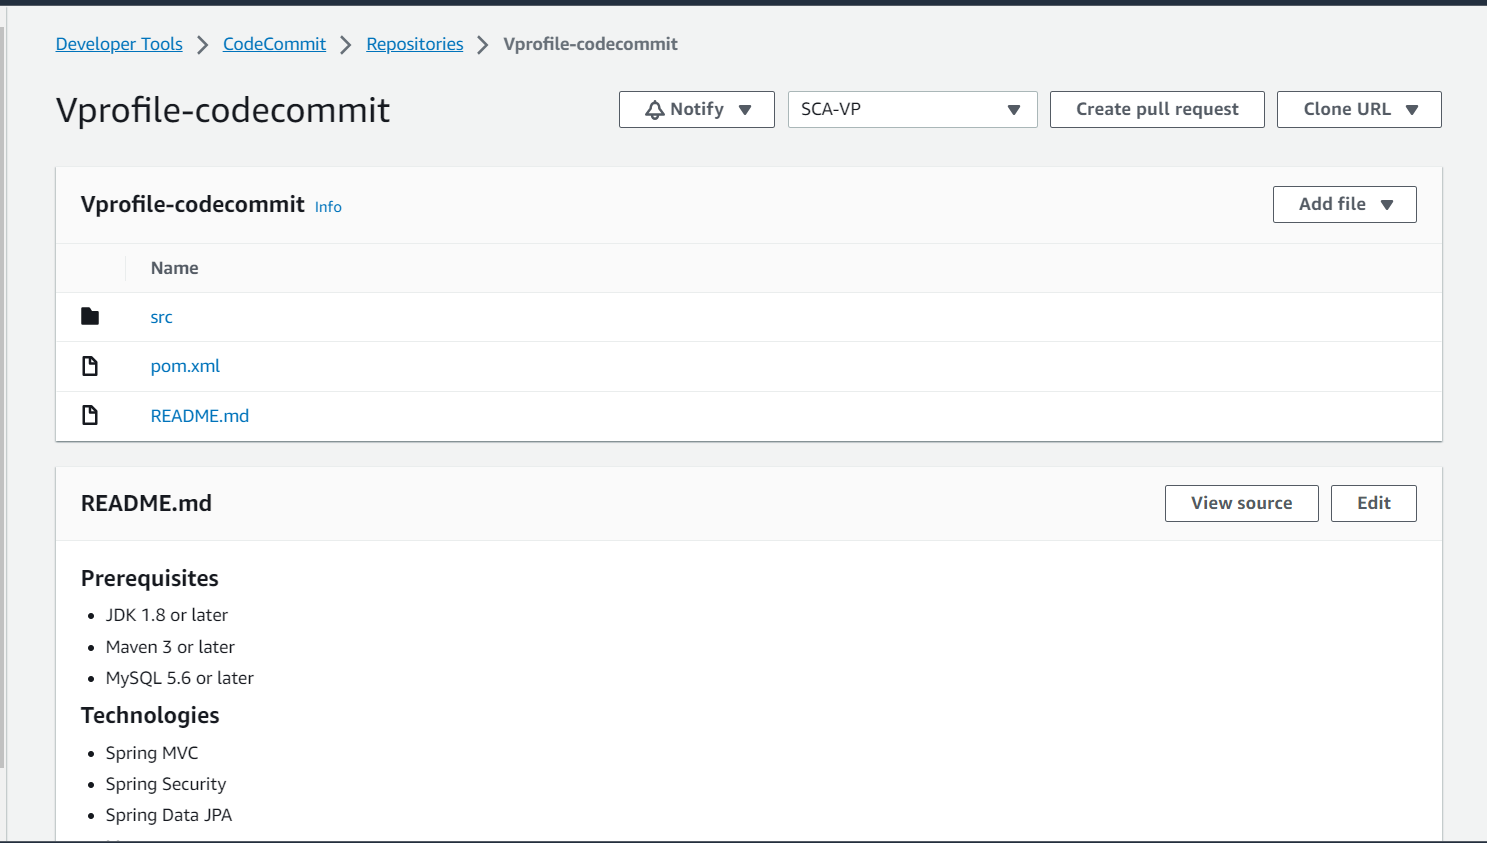 Developer Tools > CodeCommit > Repositories > Vprofile-codecommit
Vprofile-codecommit
Notify SCA-VP Create pull request Clone URL
Vprofile-codecommit Info Add file
Name
src
pom.xml
README.md
README.md View source Edit
Prerequisites
• JDK 1.8 or later
• Maven 3 or later
• MySQL 5.6 or later
Technologies
• Spring MVC
• Spring Security
• Spring Data JPA